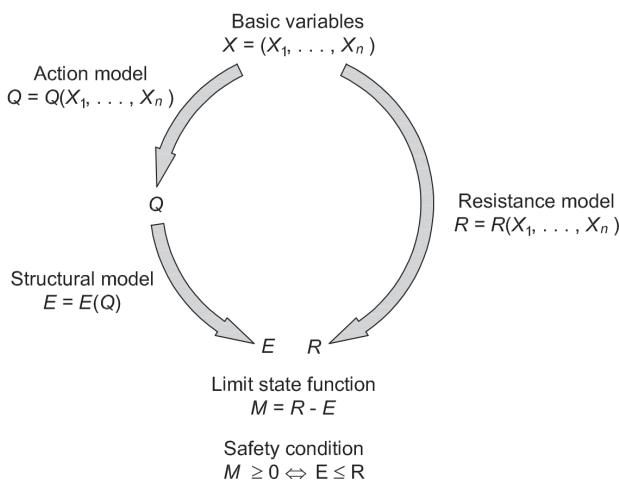 Basic variables
X = (X₁, . . . , Xₙ )
Action model
Q = Q(X₁, . . . , Xₙ )
Q
Resistance model
R = R(X₁, . . . , Xₙ )
Structural model
E = E(Q)
E R
Limit state function
M = R - E
Safety condition
M ≥ 0 ⇔ E ≤ R